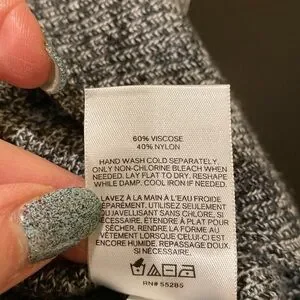 60% VISCOSE
40% NYLON
HAND WASH COLD SEPARATELY.
ONLY NON-CHLORINE BLEACH WHEN
NEEDED. LAY FLAT TO DRY. RESHAPE
WHILE DAMP. COOL IRON IF NEEDED.
LAVEZ À LA MAIN À L'EAU FROIDE
SÉPAREMENT. UTILISEZ SEULEMENT
JAVELLISANT SANS CHLORE, SI
NÉCESSAIRE. ÉTENDRE À PLAT POUR
SÉCHER. RENDRE LA FORME AU
VÊTEMENT LORSQUE CELUI-CI EST
ENCORE HUMIDE. REPASSAGE DOUX SI
NÉCESSAIRE.
RN# 55285